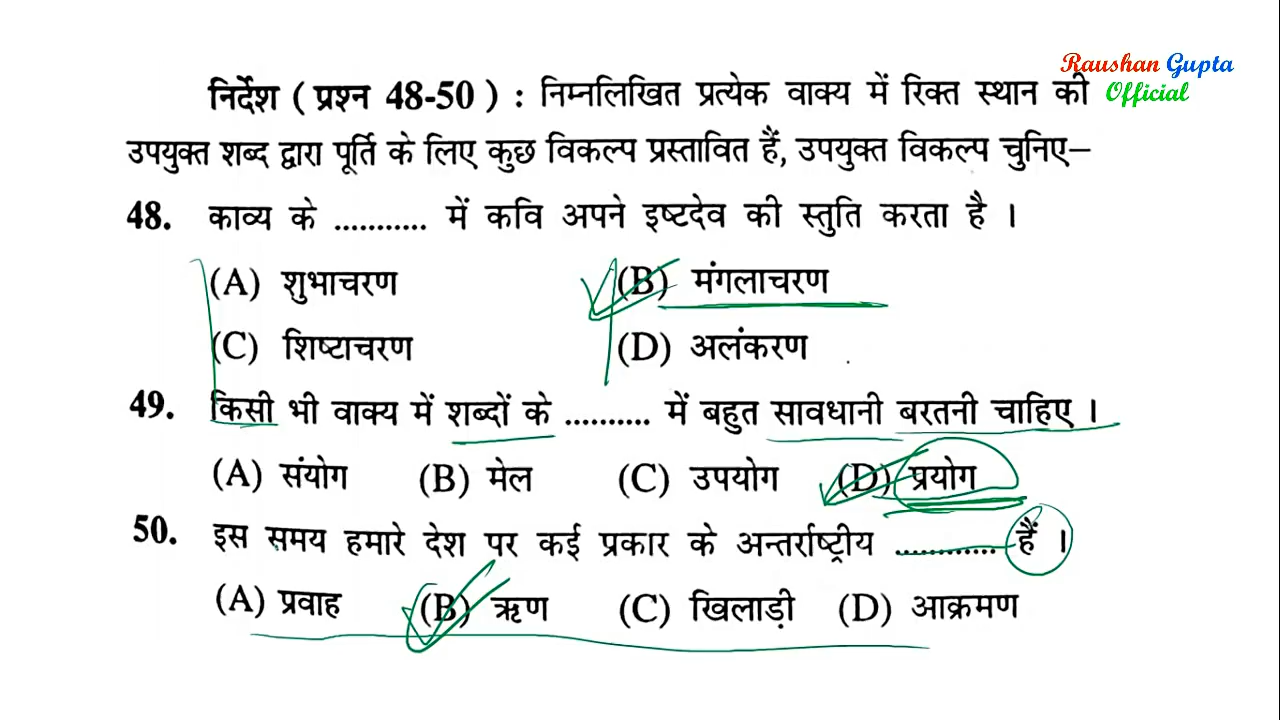 Raushan Gupta
Official
निर्देश ( प्रश्न 48-50 ) : निम्नलिखित प्रत्येक वाक्य में रिक्त स्थान की
उपयुक्त शब्द द्वारा पूर्ति के लिए कुछ विकल्प प्रस्तावित हैं, उपयुक्त विकल्प चुनिए–
48. काव्य के ........... में कवि अपने इष्टदेव की स्तुति करता है ।
(A) शुभाचरण (B) मंगलाचरण
(C) शिष्टाचरण (D) अलंकरण
49. किसी भी वाक्य में शब्दों के .......... में बहुत सावधानी बरतनी चाहिए ।
(A) संयोग (B) मेल (C) उपयोग (D) प्रयोग
50. इस समय हमारे देश पर कई प्रकार के अन्तर्राष्ट्रीय ............ हैं ।
(A) प्रवाह (B) ऋण (C) खिलाड़ी (D) आक्रमण